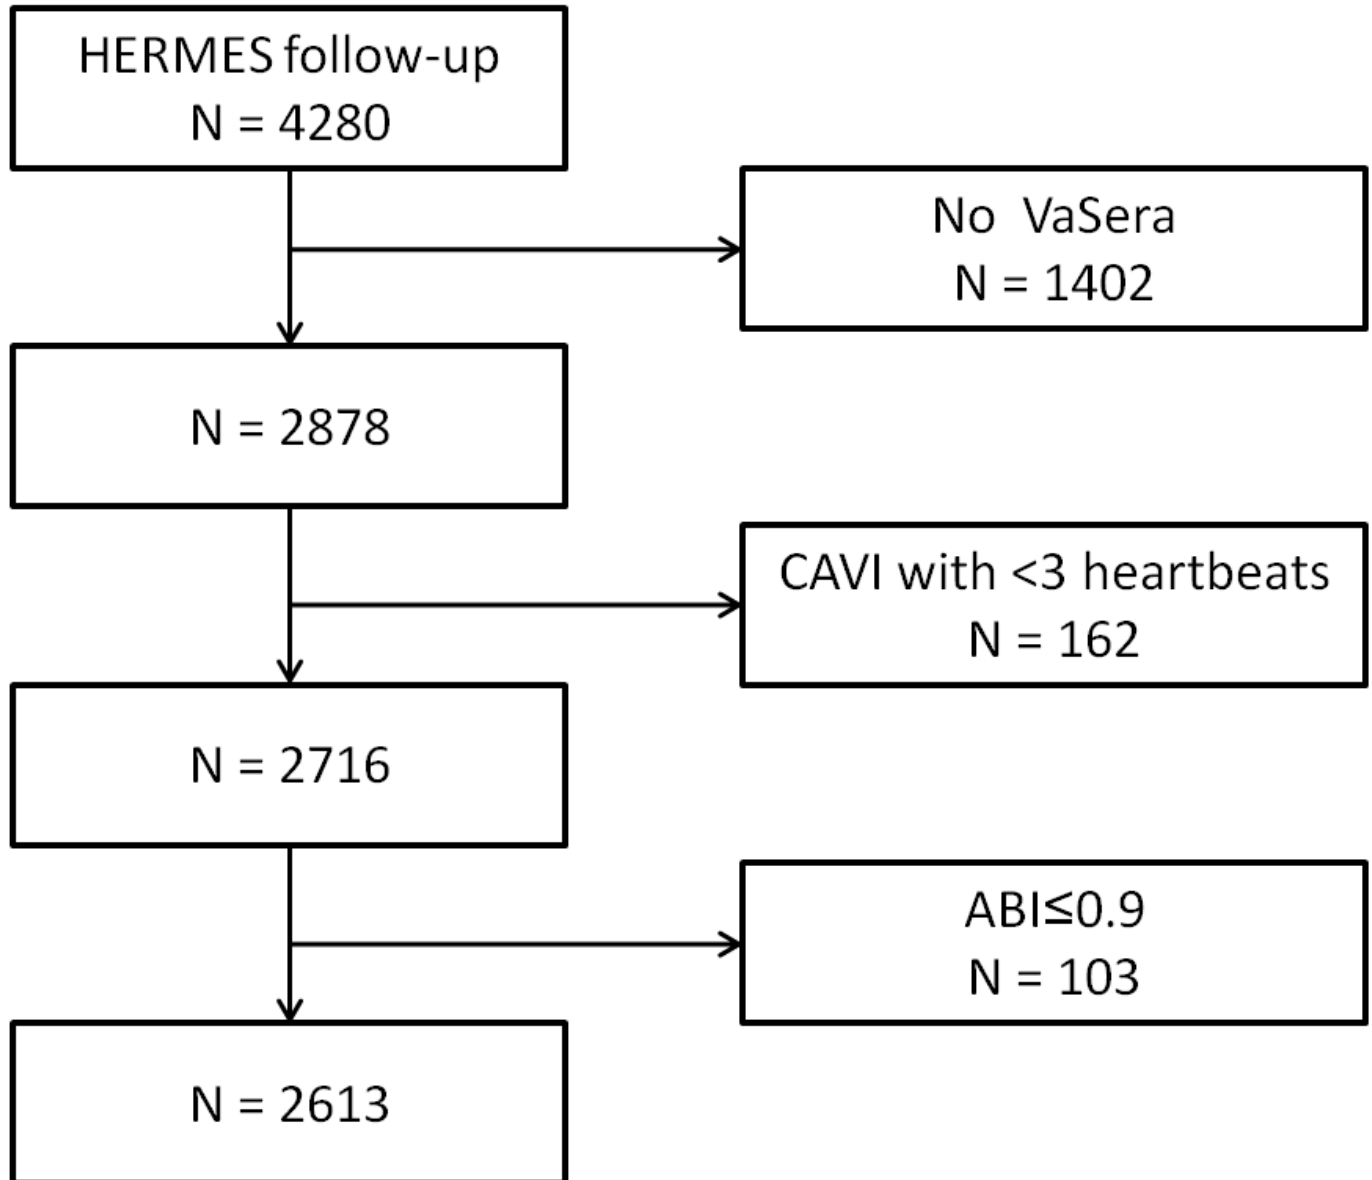 HERMES follow-up
N = 4280
No VaSera
N = 1402
N = 2878
CAVI with <3 heartbeats
N = 162
N = 2716
ABI≤0.9
N = 103
N = 2613